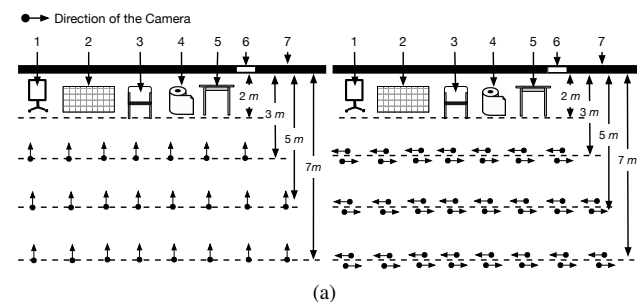 Direction of the Camera
1 2 3 4 5 6 7 1 2 3 4 5 6 7
2 m 2 m
3 m 3 m
5 m 5 m
7m 7 m
(a)